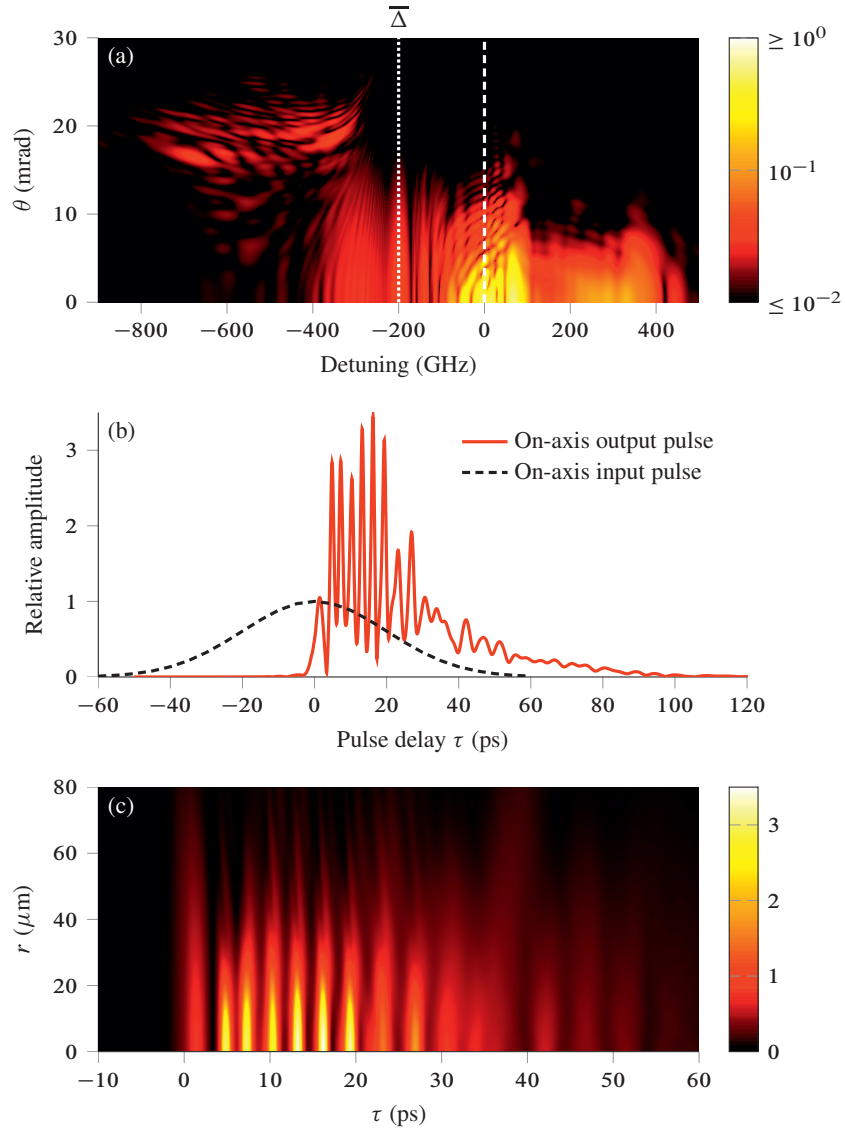 Δ̅
(a)
30
20
10
0
θ (mrad)
−800 −600 −400 −200 0 200 400
Detuning (GHz)
≥ 10⁰
10⁻¹
≤ 10⁻²
(b)
3
2
1
0
Relative amplitude
On-axis output pulse
On-axis input pulse
−60 −40 −20 0 20 40 60 80 100 120
Pulse delay τ (ps)
(c)
80
60
40
20
0
r (μm)
−10 0 10 20 30 40 50 60
τ (ps)
3
2
1
0